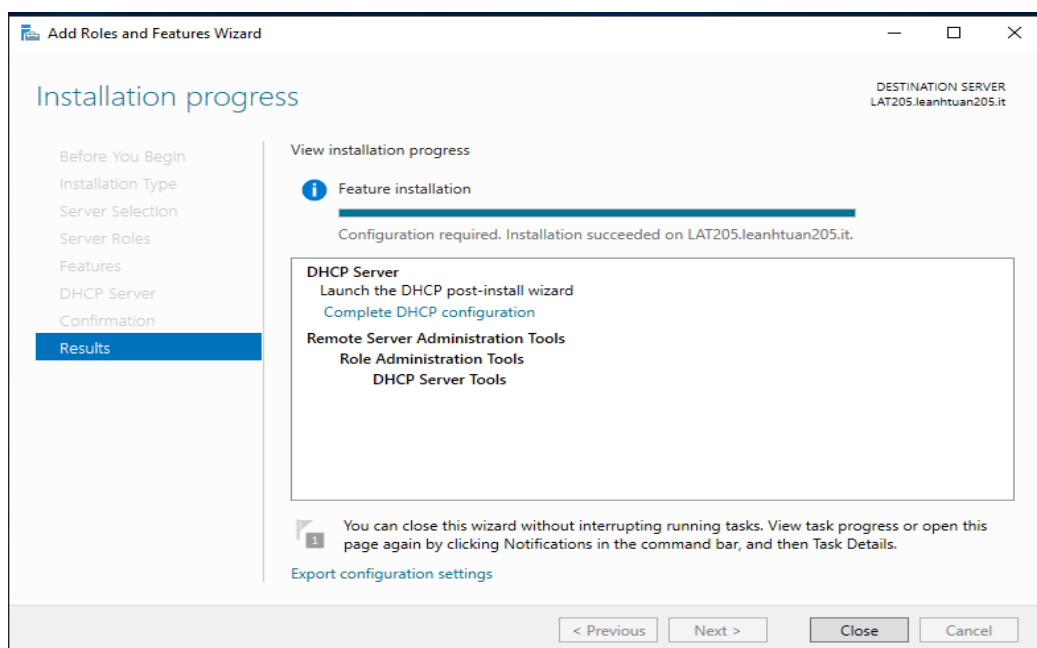 Add Roles and Features Wizard
Installation progress
DESTINATION SERVER
LAT205.leanhtuan205.it
Before You Begin
Installation Type
Server Selection
Server Roles
Features
DHCP Server
Confirmation
Results
View installation progress
Feature installation
Configuration required. Installation succeeded on LAT205.leanhtuan205.it.
DHCP Server
Launch the DHCP post-install wizard
Complete DHCP configuration
Remote Server Administration Tools
Role Administration Tools
DHCP Server Tools
1
You can close this wizard without interrupting running tasks. View task progress or open this
page again by clicking Notifications in the command bar, and then Task Details.
Export configuration settings
< Previous
Next >
Close
Cancel